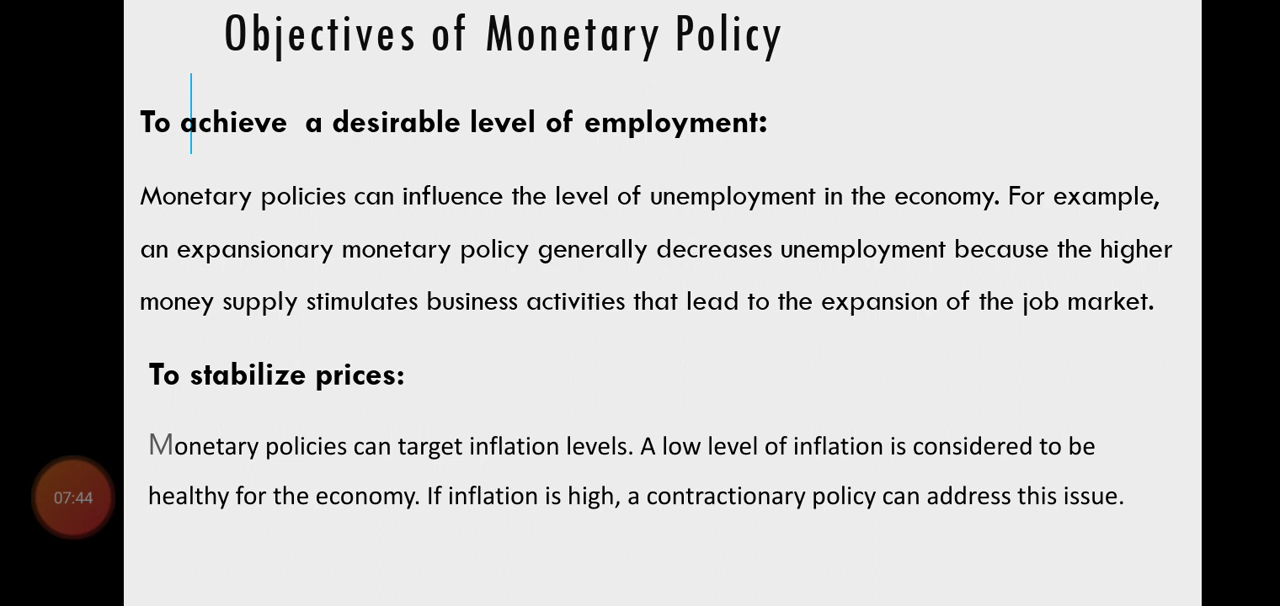 Objectives of Monetary Policy
To achieve a desirable level of employment:
Monetary policies can influence the level of unemployment in the economy. For example,
an expansionary monetary policy generally decreases unemployment because the higher
money supply stimulates business activities that lead to the expansion of the job market.
To stabilize prices:
Monetary policies can target inflation levels. A low level of inflation is considered to be
healthy for the economy. If inflation is high, a contractionary policy can address this issue.
07:44